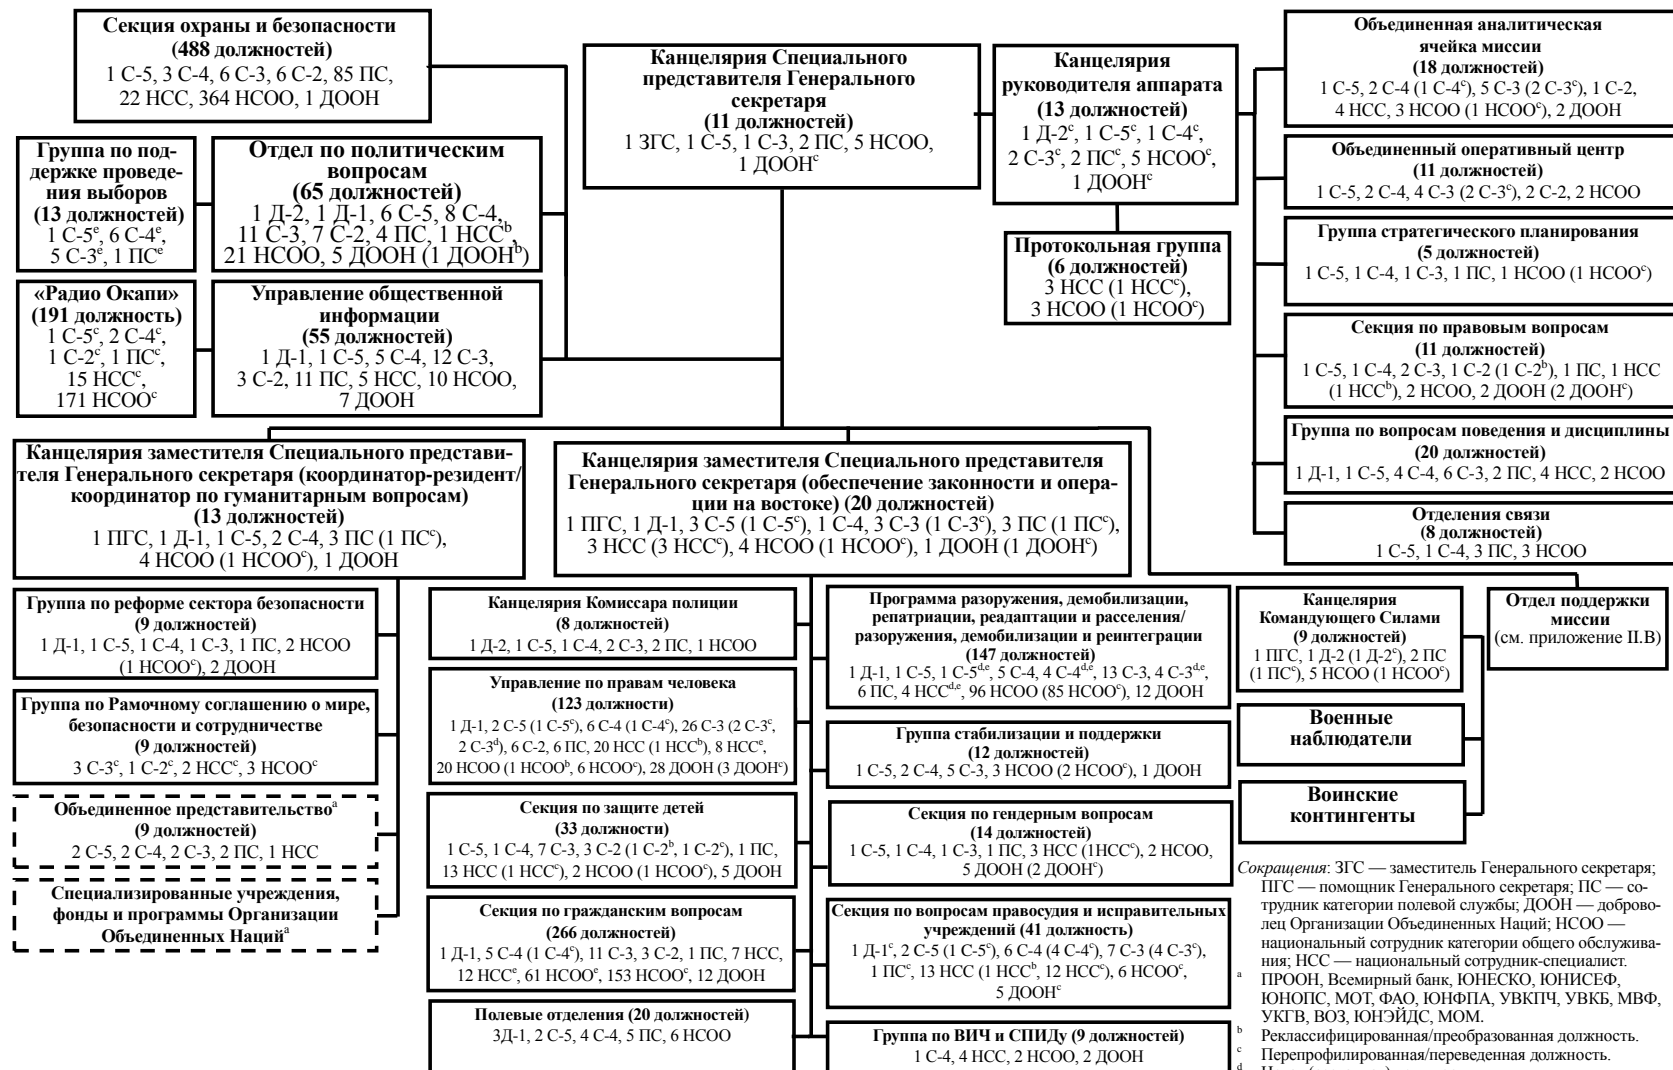 Секция охраны и безопасности
(488 должностей)
1 С-5, 3 С-4, 6 С-3, 6 С-2, 85 ПС,
22 НСС, 364 НСОО, 1 ДООН
Канцелярия Специального
представителя Генерального
секретаря
(11 должностей)
1 ЗГС, 1 С-5, 1 С-3, 2 ПС, 5 НСОО,
1 ДООНᶜ
Канцелярия
руководителя аппарата
(13 должностей)
1 Д-2ᶜ, 1 С-5ᶜ, 1 С-4ᶜ,
2 С-3ᶜ, 2 ПСᶜ, 5 НСООᶜ,
1 ДООНᶜ
Протокольная группа
(6 должностей)
3 НСС (1 НССᶜ),
3 НСОО (1 НСООᶜ)
Объединенная аналитическая
ячейка миссии
(18 должностей)
1 С-5, 2 С-4 (1 С-4ᶜ), 5 С-3 (2 С-3ᶜ), 1 С-2,
4 НСС, 3 НСОО (1 НСООᶜ), 2 ДООН
Объединенный оперативный центр
(11 должностей)
1 С-5, 2 С-4, 4 С-3 (2 С-3ᶜ), 2 С-2, 2 НСОО
Группа стратегического планирования
(5 должностей)
1 С-5, 1 С-4, 1 С-3, 1 ПС, 1 НСОО (1 НСООᶜ)
Секция по правовым вопросам
(11 должностей)
1 С-5, 1 С-4, 2 С-3, 1 С-2 (1 С-2ᵇ), 1 ПС, 1 НСС
(1 НССᵇ), 2 НСОО, 2 ДООН (2 ДООНᶜ)
Группа по вопросам поведения и дисциплины
(20 должностей)
1 Д-1, 1 С-5, 4 С-4, 6 С-3, 2 ПС, 4 НСС, 2 НСОО
Отделения связи
(8 должностей)
1 С-5, 1 С-4, 3 ПС, 3 НСОО
Группа по под-
держке проведе-
ния выборов
(13 должностей)
1 С-5ᵉ, 6 С-4ᵉ,
5 С-3ᵉ, 1 ПСᵉ
Отдел по политическим
вопросам
(65 должностей)
1 Д-2, 1 Д-1, 6 С-5, 8 С-4,
11 С-3, 7 С-2, 4 ПС, 1 НССᵇ,
21 НСОО, 5 ДООН (1 ДООНᵇ)
«Радио Окапи»
(191 должность)
1 С-5ᶜ, 2 С-4ᶜ,
1 С-2ᶜ, 1 ПСᶜ,
15 НССᶜ,
171 НСООᶜ
Управление общественной
информации
(55 должностей)
1 Д-1, 1 С-5, 5 С-4, 12 С-3,
3 С-2, 11 ПС, 5 НСС, 10 НСОО,
7 ДООН
Канцелярия заместителя Специального представи-
теля Генерального секретаря (координатор-резидент/
координатор по гуманитарным вопросам)
(13 должностей)
1 ПГС, 1 Д-1, 1 С-5, 2 С-4, 3 ПС (1 ПСᶜ),
4 НСОО (1 НСООᶜ), 1 ДООН
Канцелярия заместителя Специального представителя
Генерального секретаря (обеспечение законности и опера-
ции на востоке) (20 должностей)
1 ПГС, 1 Д-1, 3 С-5 (1 С-5ᶜ), 1 С-4, 3 С-3 (1 С-3ᶜ), 3 ПС (1 ПСᶜ),
3 НСС (3 НССᶜ), 4 НСОО (1 НСООᶜ), 1 ДООН (1 ДООНᶜ)
Группа по реформе сектора безопасности
(9 должностей)
1 Д-1, 1 С-5, 1 С-4, 1 С-3, 1 ПС, 2 НСОО
(1 НСООᶜ), 2 ДООН
Группа по Рамочному соглашению о мире,
безопасности и сотрудничестве
(9 должностей)
3 С-3ᶜ, 1 С-2ᶜ, 2 НССᶜ, 3 НСООᶜ
Объединенное представительствоᵃ
(9 должностей)
2 С-5, 2 С-4, 2 С-3, 2 ПС, 1 НСС
Специализированные учреждения,
фонды и программы Организации
Объединенных Нацийᵃ
Канцелярия Комиссара полиции
(8 должностей)
1 Д-2, 1 С-5, 1 С-4, 2 С-3, 2 ПС, 1 НСОО
Управление по правам человека
(123 должности)
1 Д-1, 2 С-5 (1 С-5ᶜ), 6 С-4 (1 С-4ᶜ), 26 С-3 (2 С-3ᶜ,
2 С-3ᵈ), 6 С-2, 6 ПС, 20 НСС (1 НССᵇ), 8 НССᵉ,
20 НСОО (1 НСООᵇ, 6 НСООᶜ), 28 ДООН (3 ДООНᶜ)
Секция по защите детей
(33 должности)
1 С-5, 1 С-4, 7 С-3, 3 С-2 (1 С-2ᵇ, 1 С-2ᶜ), 1 ПС,
13 НСС (1 НССᶜ), 2 НСОО (1 НСООᶜ), 5 ДООН
Секция по гражданским вопросам
(266 должностей)
1 Д-1, 5 С-4 (1 С-4ᶜ), 11 С-3, 3 С-2, 1 ПС, 7 НСС,
12 НССᵉ, 61 НСООᵉ, 153 НСООᶜ, 12 ДООН
Полевые отделения (20 должностей)
3Д-1, 2 С-5, 4 С-4, 5 ПС, 6 НСОО
Программа разоружения, демобилизации,
репатриации, реадаптации и расселения/
разоружения, демобилизации и реинтеграции
(147 должностей)
1 Д-1, 1 С-5, 1 С-5ᵈ,ᵉ, 5 С-4, 4 С-4ᵈ,ᵉ, 13 С-3, 4 С-3ᵈ,ᵉ,
6 ПС, 4 НССᵈ,ᵉ, 96 НСОО (85 НСООᶜ), 12 ДООН
Группа стабилизации и поддержки
(12 должностей)
1 С-5, 2 С-4, 5 С-3, 3 НСОО (2 НСООᶜ), 1 ДООН
Секция по гендерным вопросам
(14 должностей)
1 С-5, 1 С-4, 1 С-3, 1 ПС, 3 НСС (1НССᶜ), 2 НСОО,
5 ДООН (2 ДООНᶜ)
Секция по вопросам правосудия и исправительных
учреждений (41 должность)
1 Д-1ᶜ, 2 С-5 (1 С-5ᶜ), 6 С-4 (4 С-4ᶜ), 7 С-3 (4 С-3ᶜ),
1 ПСᶜ, 13 НСС (1 НССᵇ, 12 НССᶜ), 6 НСООᶜ,
5 ДООНᶜ
Группа по ВИЧ и СПИДу (9 должностей)
1 С-4, 4 НСС, 2 НСОО, 2 ДООН
Канцелярия
Командующего Силами
(9 должностей)
1 ПГС, 1 Д-2 (1 Д-2ᶜ), 2 ПС
(1 ПСᶜ), 5 НСОО (1 НСООᶜ)
Военные
наблюдатели
Воинские
контингенты
Отдел поддержки
миссии
(см. приложение II.B)
Сокращения: ЗГС — заместитель Генерального секретаря;
ПГС — помощник Генерального секретаря; ПС — со-
трудник категории полевой службы; ДООН — доброво-
лец Организации Объединенных Наций; НСОО —
национальный сотрудник категории общего обслужива-
ния; НСС — национальный сотрудник-специалист.
ᵃ ПРООН, Всемирный банк, ЮНЕСКО, ЮНИСЕФ,
ЮНОПС, МОТ, ФАО, ЮНФПА, УВКПЧ, УВКБ, МВФ,
УКГВ, ВОЗ, ЮНЭЙДС, МОМ.
ᵇ Реклассифицированная/преобразованная должность.
ᶜ Перепрофилированная/переведенная должность.
ᵈ